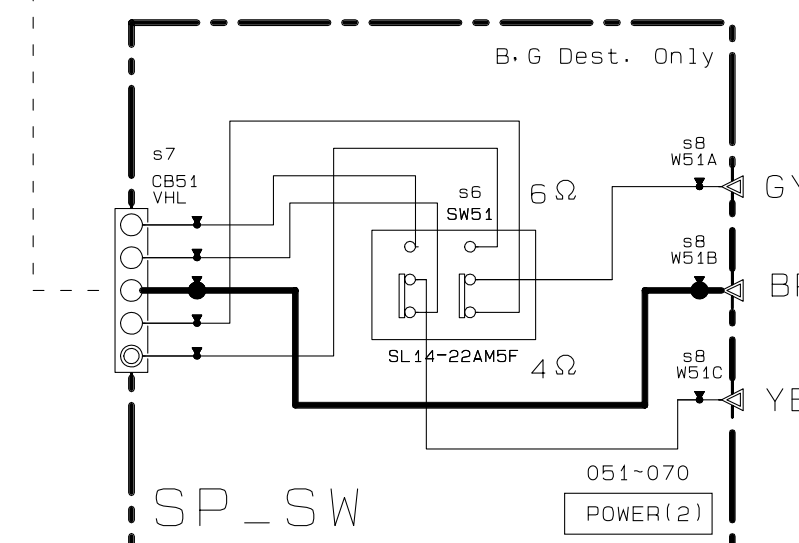 B,G Dest. Only
s7
CB51
VHL
s8
W51A
s6
SW51
6Ω
GY
s8
W51B
SL14-22AM5F
4Ω
s8
W51C
051~070
SP_SW
POWER(2)